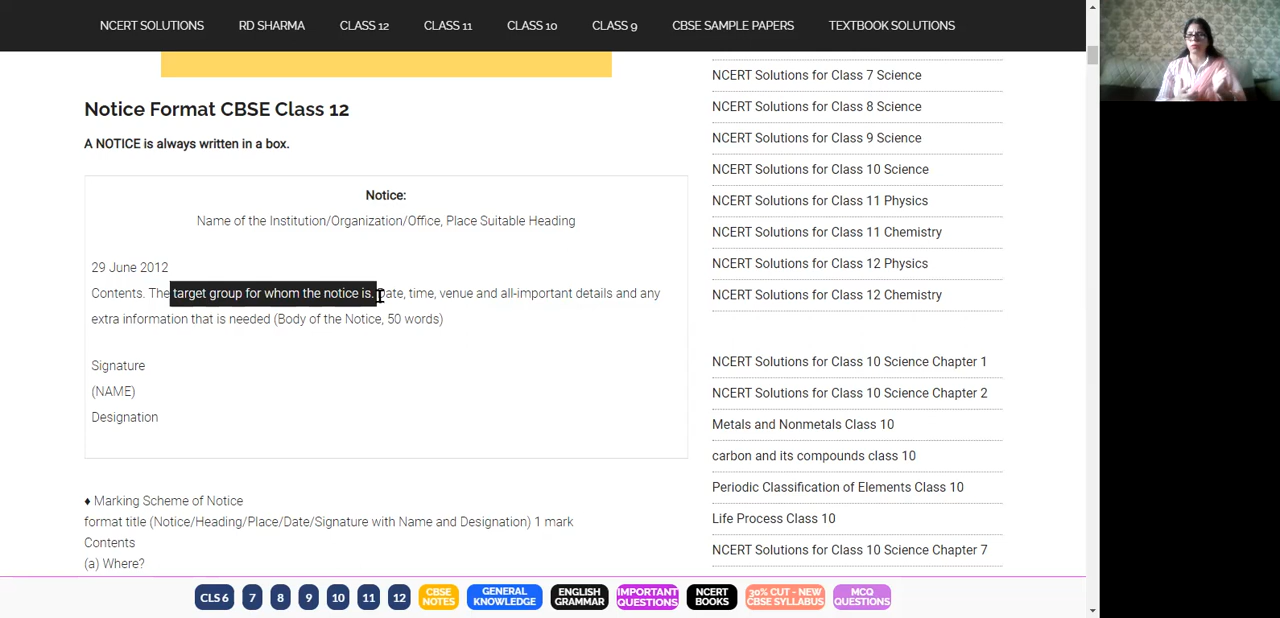 NCERT SOLUTIONS RD SHARMA CLASS 12 CLASS 11 CLASS 10 CLASS 9 CBSE SAMPLE PAPERS TEXTBOOK SOLUTIONS
Notice Format CBSE Class 12
A NOTICE is always written in a box.
Notice:
Name of the Institution/Organization/Office, Place Suitable Heading
29 June 2012
Contents. The target group for whom the notice is. Date, time, venue and all-important details and any
extra information that is needed (Body of the Notice, 50 words)
Signature
(NAME)
Designation
♦ Marking Scheme of Notice
format title (Notice/Heading/Place/Date/Signature with Name and Designation) 1 mark
Contents
(a) Where?
NCERT Solutions for Class 7 Science
NCERT Solutions for Class 8 Science
NCERT Solutions for Class 9 Science
NCERT Solutions for Class 10 Science
NCERT Solutions for Class 11 Physics
NCERT Solutions for Class 11 Chemistry
NCERT Solutions for Class 12 Physics
NCERT Solutions for Class 12 Chemistry
NCERT Solutions for Class 10 Science Chapter 1
NCERT Solutions for Class 10 Science Chapter 2
Metals and Nonmetals Class 10
carbon and its compounds class 10
Periodic Classification of Elements Class 10
Life Process Class 10
NCERT Solutions for Class 10 Science Chapter 7
CLS 6 7 8 9 10 11 12
CBSE
NOTES
GENERAL
KNOWLEDGE
ENGLISH
GRAMMAR
IMPORTANT
QUESTIONS
NCERT
BOOKS
30% CUT - NEW
CBSE SYLLABUS
MCQ
QUESTIONS